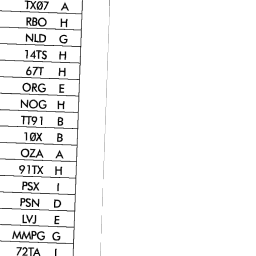 TX07 A
RBO H
NLD G
14TS H
67T H
ORG E
NOG H
TT91 B
10X B
OZA A
91TX H
PSX I
PSN D
LVJ E
MMPG G
72TA I